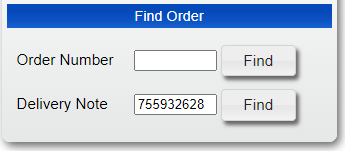 Find Order
Order Number Find
Delivery Note 755932628 Find